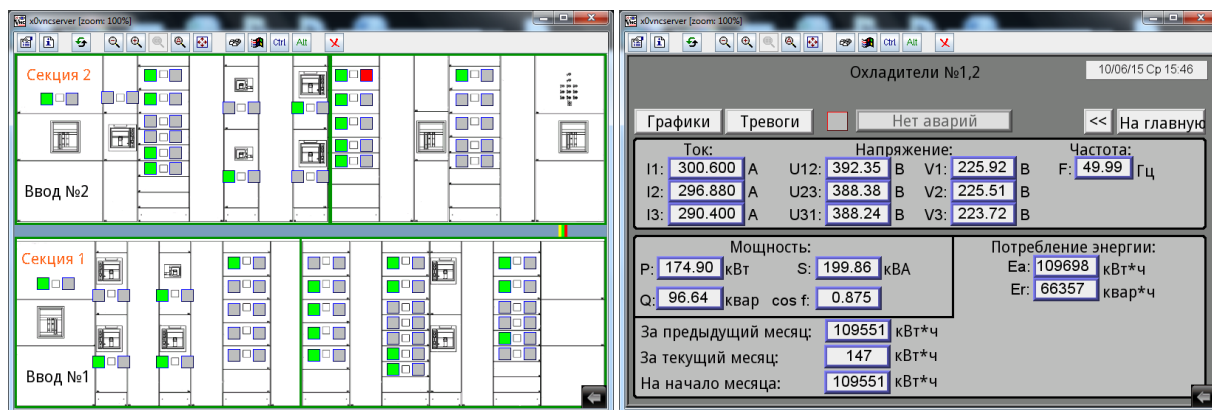 x0vncserver [zoom: 100%]
Ctrl Alt
Секция 2
Ввод №2
Секция 1
Ввод №1
x0vncserver [zoom: 100%]
Ctrl Alt
Охладители №1,2
10/06/15 Ср 15:46
Графики Тревоги Нет аварий << На главную
Ток: Напряжение: Частота:
I1: 300.600 А U12: 392.35 В V1: 225.92 В F: 49.99 Гц
I2: 296.880 А U23: 388.38 В V2: 225.51 В
I3: 290.400 А U31: 388.24 В V3: 223.72 В
Мощность: Потребление энергии:
P: 174.90 кВт S: 199.86 кВА Ea: 109698 кВт*ч
Q: 96.64 квар cos f: 0.875 Er: 66357 квар*ч
За предыдущий месяц: 109551 кВт*ч
За текущий месяц: 147 кВт*ч
На начало месяца: 109551 кВт*ч